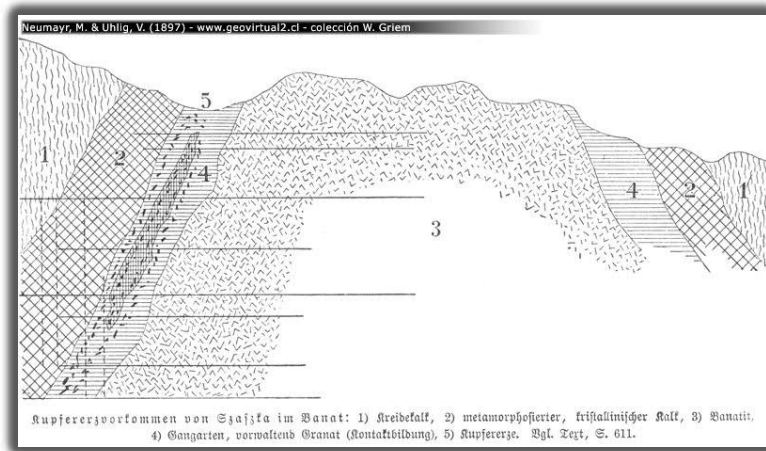 Neumayr, M. & Uhlig, V. (1897) - www.geovirtual2.cl - colección W. Griem
5
1
2
4
3
4
2
1
Kupfererzvorkommen von Szaſzka im Banat: 1) Kreidekalk, 2) metamorphoſierter, kriſtalliniſcher Kalk, 3) Banatit,
4) Gangarten, vorwaltend Granat (Kontaktbildung), 5) Kupfererze. Vgl. Text, S. 611.